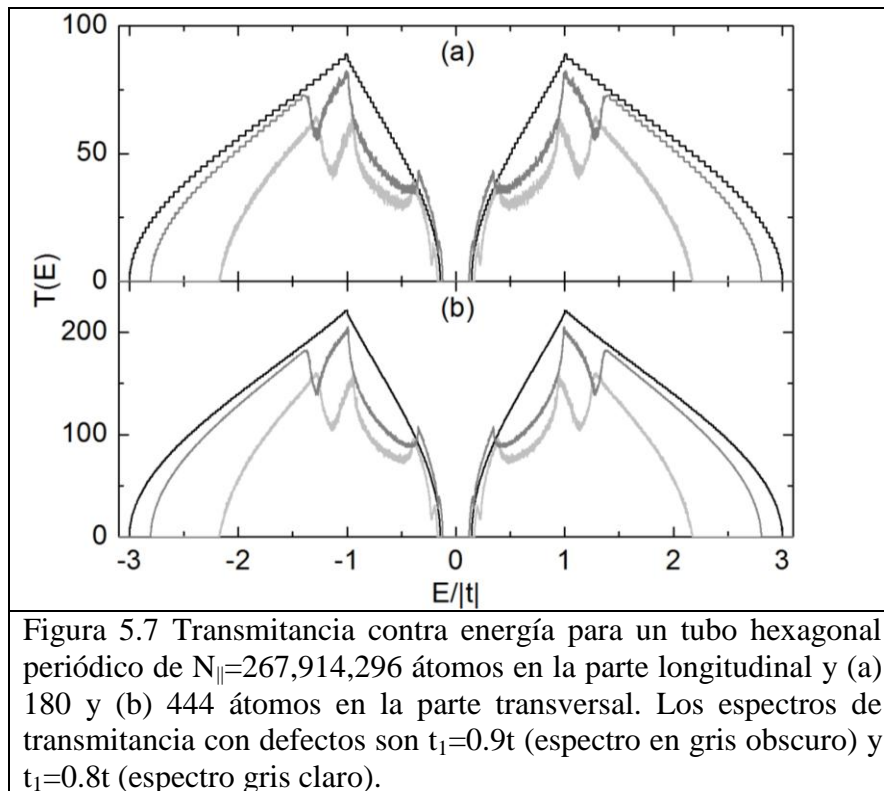 100
(a)
50
0
T(E)
(b)
200
100
0
-3 -2 -1 0 1 2 3
E/|t|
Figura 5.7 Transmitancia contra energía para un tubo hexagonal
periódico de N||=267,914,296 átomos en la parte longitudinal y (a)
180 y (b) 444 átomos en la parte transversal. Los espectros de
transmitancia con defectos son t₁=0.9t (espectro en gris obscuro) y
t₁=0.8t (espectro gris claro).